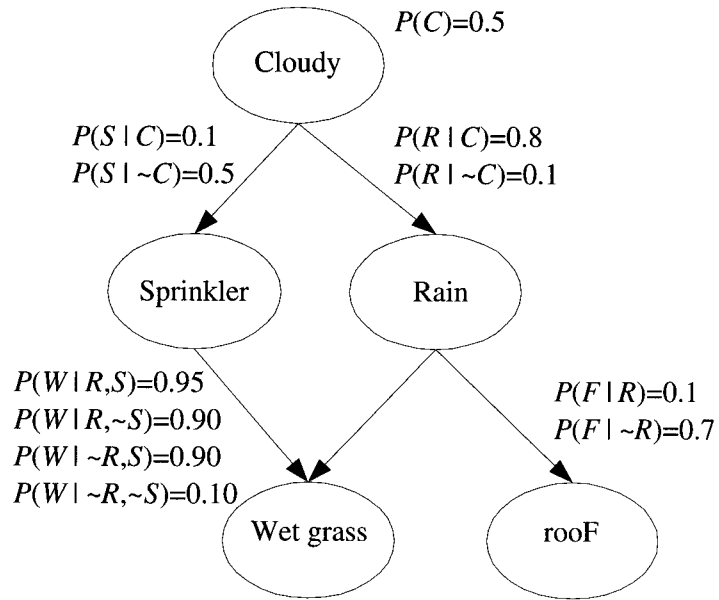 P(C)=0.5
Cloudy
P(S | C)=0.1
P(S | ~C)=0.5
P(R | C)=0.8
P(R | ~C)=0.1
Sprinkler
Rain
P(W | R,S)=0.95
P(W | R,~S)=0.90
P(W | ~R,S)=0.90
P(W | ~R,~S)=0.10
P(F | R)=0.1
P(F | ~R)=0.7
Wet grass
rooF